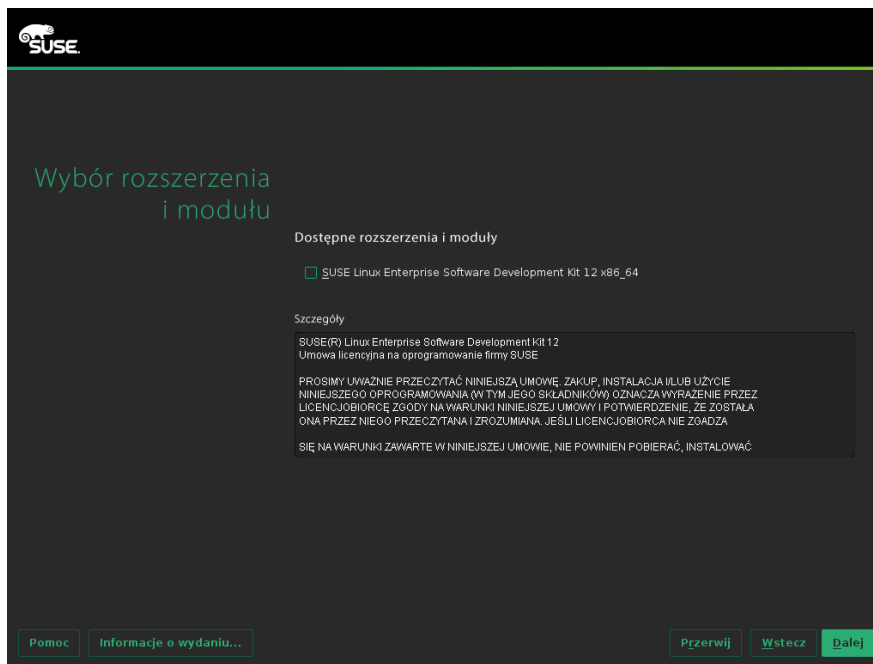 SUSE.
Wybór rozszerzenia
i modułu
Dostępne rozszerzenia i moduły
SUSE Linux Enterprise Software Development Kit 12 x86_64
Szczegóły
SUSE(R) Linux Enterprise Software Development Kit 12
Umowa licencyjna na oprogramowanie firmy SUSE
PROSIMY UWAŻNIE PRZECZYTAĆ NINIEJSZĄ UMOWĘ. ZAKUP, INSTALACJA I/LUB UŻYCIE
NINIEJSZEGO OPROGRAMOWANIA (W TYM JEGO SKŁADNIKÓW) OZNACZA WYRAŻENIE PRZEZ
LICENCJOBIORCĘ ZGODY NA WARUNKI NINIEJSZEJ UMOWY I POTWIERDZENIE, ŻE ZOSTAŁA
ONA PRZEZ NIEGO PRZECZYTANA I ZROZUMIANA. JEŚLI LICENCJOBIORCA NIE ZGADZA
SIĘ NA WARUNKI ZAWARTE W NINIEJSZEJ UMOWIE, NIE POWINIEN POBIERAĆ, INSTALOWAĆ
Pomoc Informacje o wydaniu... Przerwij Wstecz Dalej